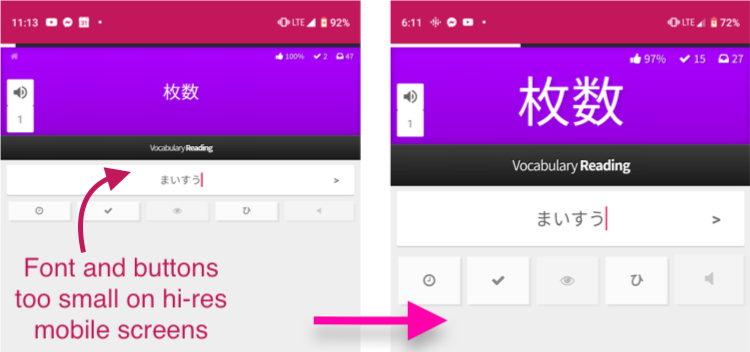 11:13
31
LTE
92%
100%
2
47
枚数
1
Vocabulary Reading
まいすう
>
ひ
Font and buttons
too small on hi-res
mobile screens
6:11
LTE
72%
97%
15
27
枚数
1
Vocabulary Reading
まいすう
>
ひ